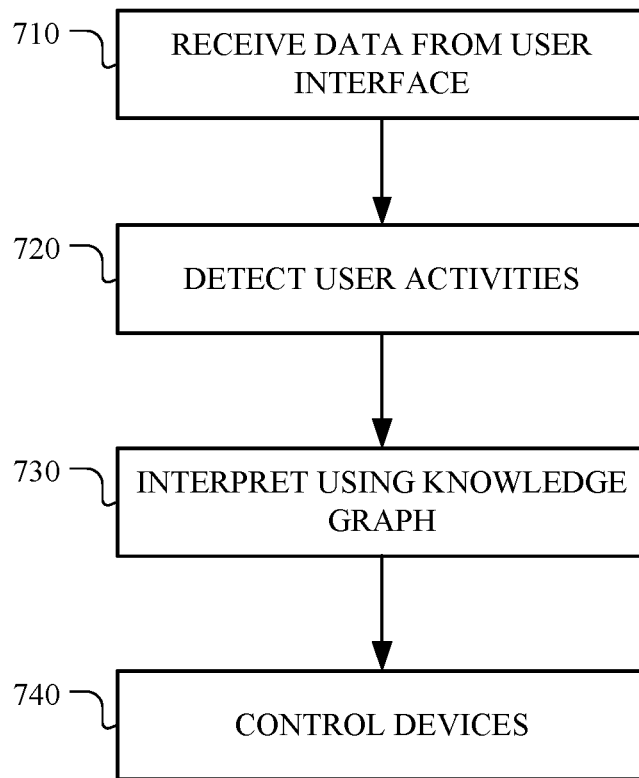 710
RECEIVE DATA FROM USER
INTERFACE
720
DETECT USER ACTIVITIES
730
INTERPRET USING KNOWLEDGE
GRAPH
740
CONTROL DEVICES